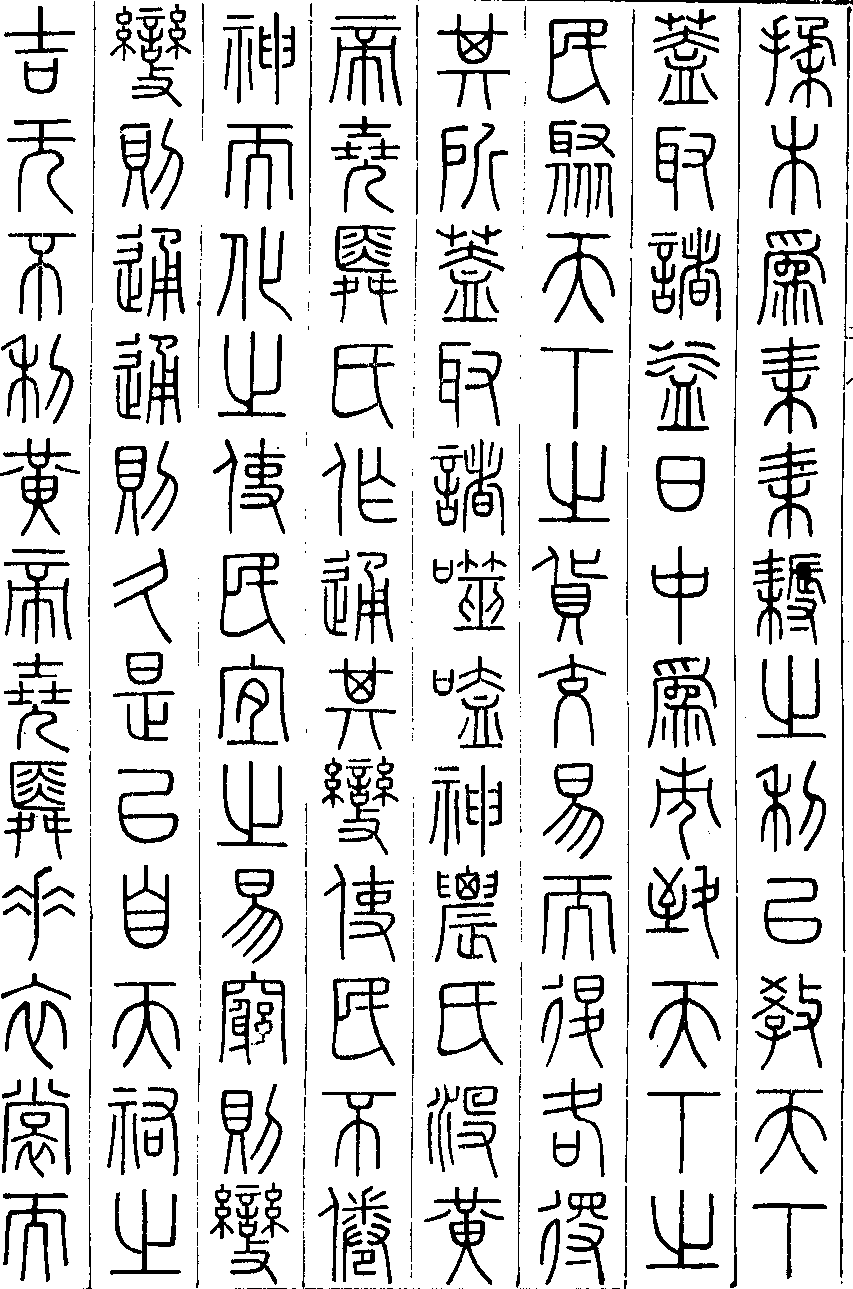 揉木爲耒耒耨之利以教天下
蓋取諸益日中爲市致天下之
民聚天下之貨交易而退各得
其所蓋取諸噬嗑神農氏沒黃
帝堯舜氏作通其變使民不倦
神而化之使民宜之易窮則變
變則通通則久是以自天祐之
吉无不利黃帝堯舜垂衣裳而